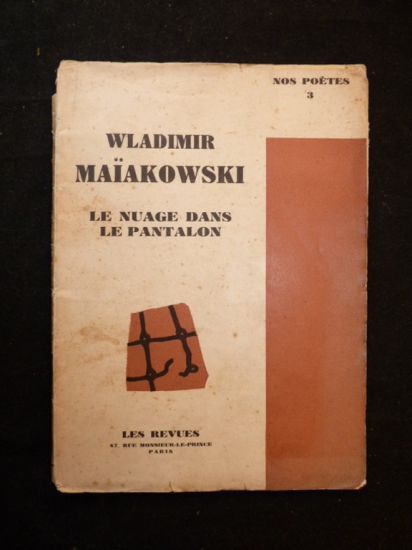 NOS POÈTES
3
WLADIMIR
MAÏAKOWSKI
LE NUAGE DANS
LE PANTALON
LES REVUES
47, RUE MONSIEUR-LE-PRINCE
PARIS